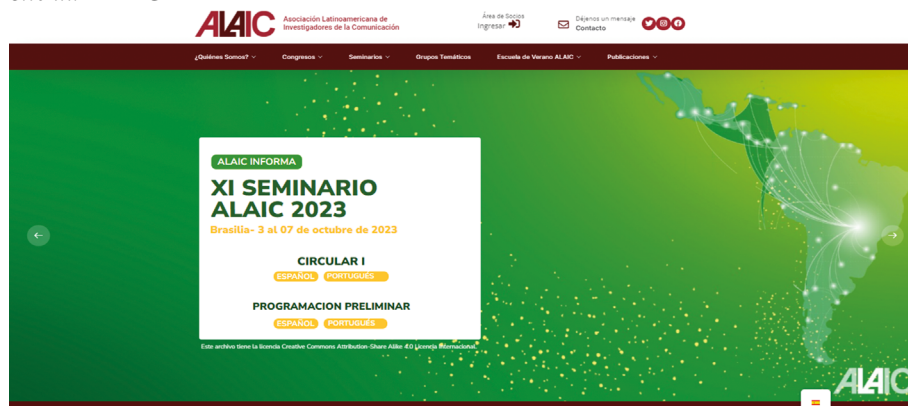 ALAIC
Asociación Latinoamericana de
Investigadores de la Comunicación
Área de Socios
Ingresar
Déjenos un mensaje
Contacto
¿Quiénes Somos?
Congresos
Seminarios
Grupos Temáticos
Escuela de Verano ALAIC
Publicaciones
ALAIC INFORMA
XI SEMINARIO
ALAIC 2023
Brasilia- 3 al 07 de octubre de 2023
CIRCULAR I
ESPAÑOL PORTUGUÉS
PROGRAMACION PRELIMINAR
ESPAÑOL PORTUGUÉS
Este archivo tiene la licencia Creative Commons Attribution-Share Alike 4.0 Licencia Internacional.
ALAIC